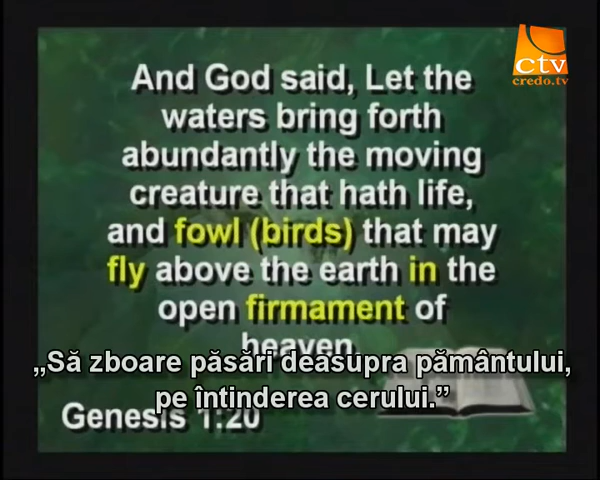 ctv
credo.tv
And God said, Let the
waters bring forth
abundantly the moving
creature that hath life,
and fowl (birds) that may
fly above the earth in the
open firmament of
heaven
„Să zboare păsări deasupra pământului,
pe întinderea cerului.”
Genesis 1:20